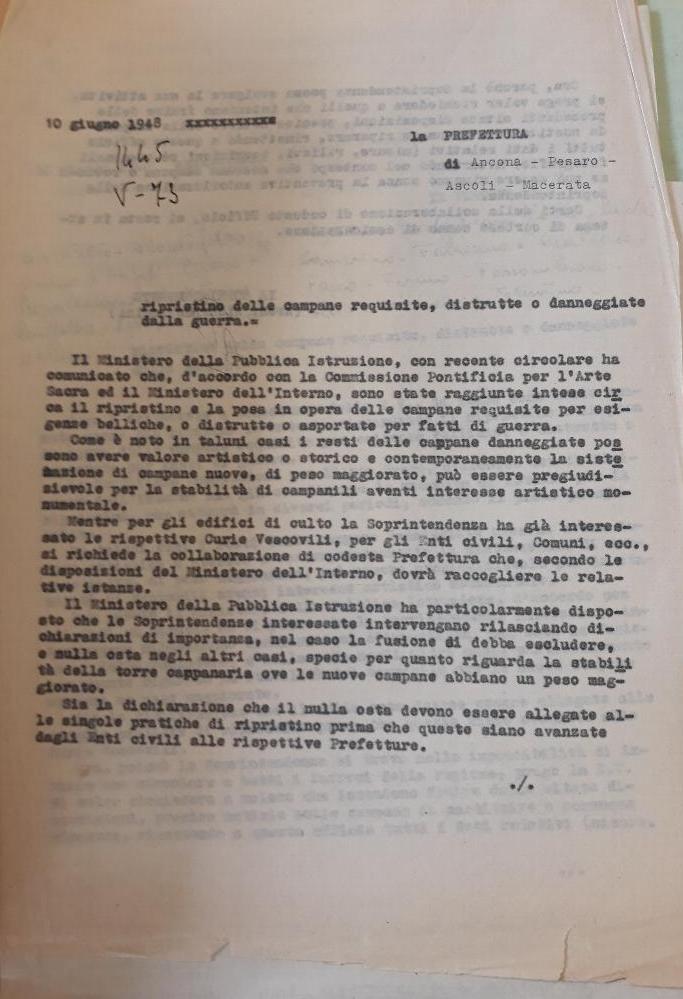 10 giugno 1948 xxxxxxxxxxx
la PREFETTURA
1445
V-73
di Ancona - Pesaro -
Ascoli - Macerata
ripristino delle campane requisite, distrutte o danneggiate
dalla guerra.=
Il Ministero della Pubblica Istruzione, con recente circolare ha
comunicato che, d'accordo con la Commissione Pontificia per l'Arte
Sacra ed il Ministero dell'Interno, sono state raggiunte intese cir
ca il ripristino e la posa in opera delle campane requisite per esi-
genze belliche, o distrutte o asportate per fatti di guerra.
Come è noto in taluni casi i resti delle cappane danneggiate pos
sono avere valore artistico o storico e contemporaneamente la siste
mazione di campane nuove, di peso maggiorato, può essere pregiudi-
sievole per la stabilità di campanili aventi interesse artistico mo-
numentale.
Mentre per gli edifici di culto la Soprintendenza ha già interes-
sato le rispettive Curie Vescovili, per gli Enti civili, Comuni, ecc.,
si richiede la collaborazione di codesta Prefettura che, secondo le
disposizioni del Ministero dell'Interno, dovrà raccogliere le rela-
tive istanze.
Il Ministero della Pubblica Istruzione ha particolarmente dispo-
sto che le Soprintendenze interessate intervengano rilasciando di-
chiarazioni di importanza, nel caso la fusione di debba escludere,
e nulla osta negli altri casi, specie per quanto riguarda la stabili
tà della torre cappanaria ove le nuove campane abbiano un peso mag-
giorato.
Sia la dichiarazione che il nulla osta devono essere allegate al-
le singole pratiche di ripristino prima che queste siano avanzate
dagli Enti civili alle rispettive Prefetture.
./.